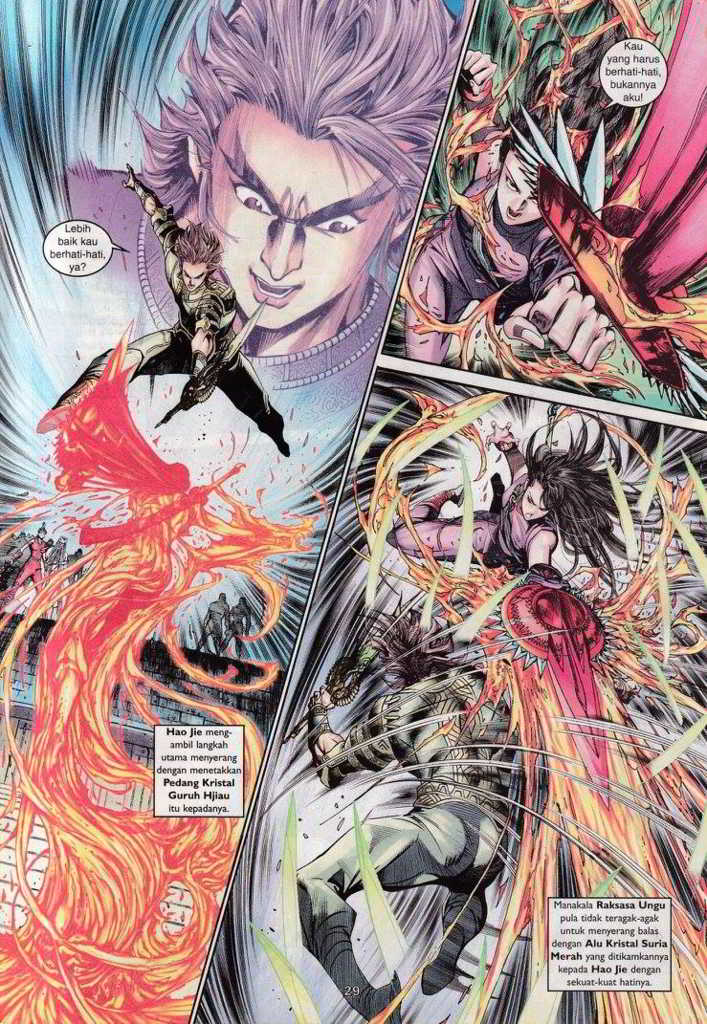 Lebih
baik kau
berhati-hati,
ya?
Kau
yang harus
berhati-hati,
bukannya
aku!
Hao Jie meng-
ambil langkah
utama menyerang
dengan menetakkan
Pedang Kristal
Guruh Hjiau
itu kepadanya.
Manakala Raksasa Ungu
pula tidak teragak-agak
untuk menyerang balas
dengan Alu Kristal Suria
Merah yang ditikamkannya
kepada Hao Jie dengan
sekuat-kuat hatinya.
29